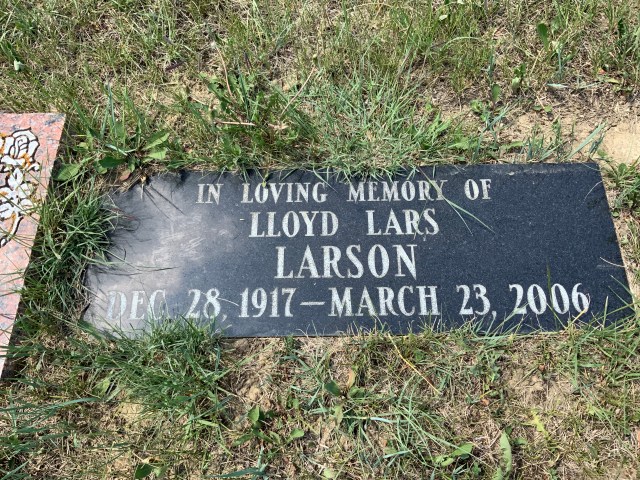 IN LOVING MEMORY OF
LLOYD LARS
LARSON
DEC 28, 1917—MARCH 23, 2006